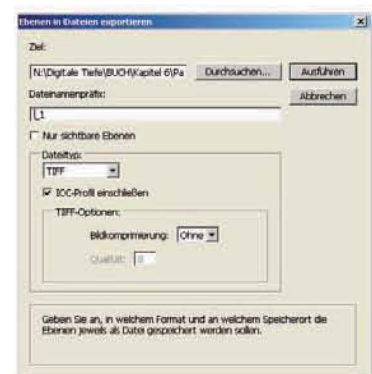 Ebenen in Dateien exportieren
Ziel:
N:\Digitale Tiefe\BUCH\Kapitel 6\Pa
Durchsuchen...
Ausführen
Dateinamenpräfix:
Abbrechen
_1
Nur sichtbare Ebenen
Dateityp:
TIFF
ICC-Profil einschließen
TIFF-Optionen:
Bildkomprimierung: Ohne
Qualität: 8
Geben Sie an, in welchem Format und an welchem Speicherort die
Ebenen jeweils als Datei gespeichert werden sollen.